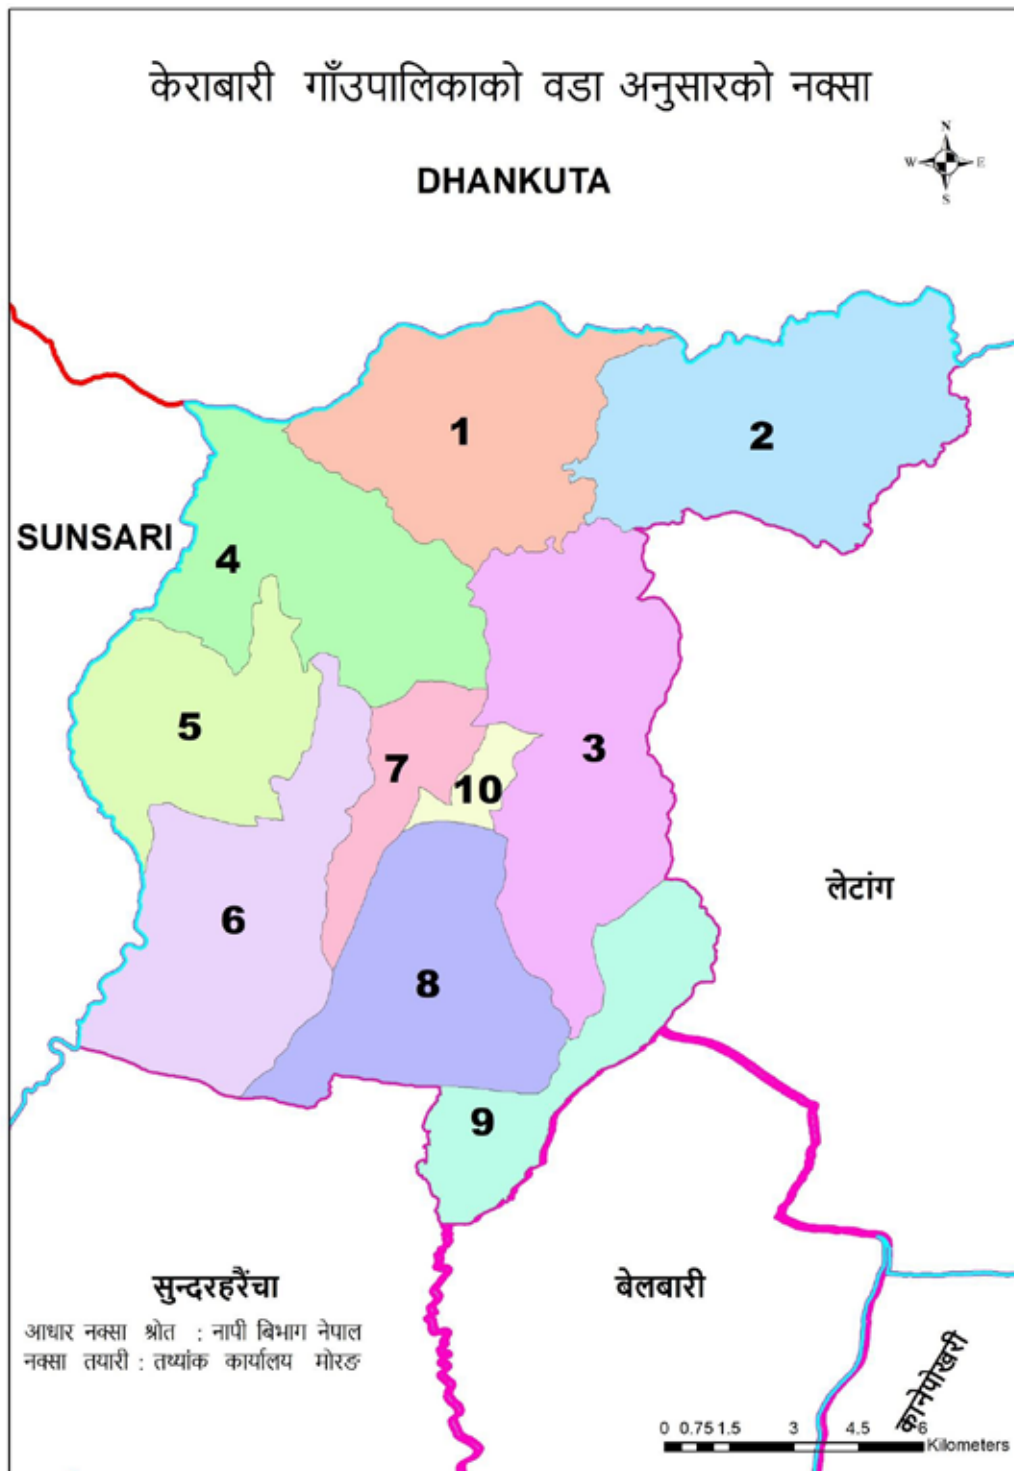 केराबारी गाँउपालिकाको वडा अनुसारको नक्सा
N
W E
S
DHANKUTA
1
2
SUNSARI
4
5
3
7
10
6
लेटांग
8
9
सुन्दरहरैंचा
बेलबारी
आधार नक्सा श्रोत : नापी बिभाग नेपाल
नक्सा तयारी : तथ्यांक कार्यालय मोरङ
कानेपोखरी
0 0.75 1.5 3 4.5 6
Kilometers